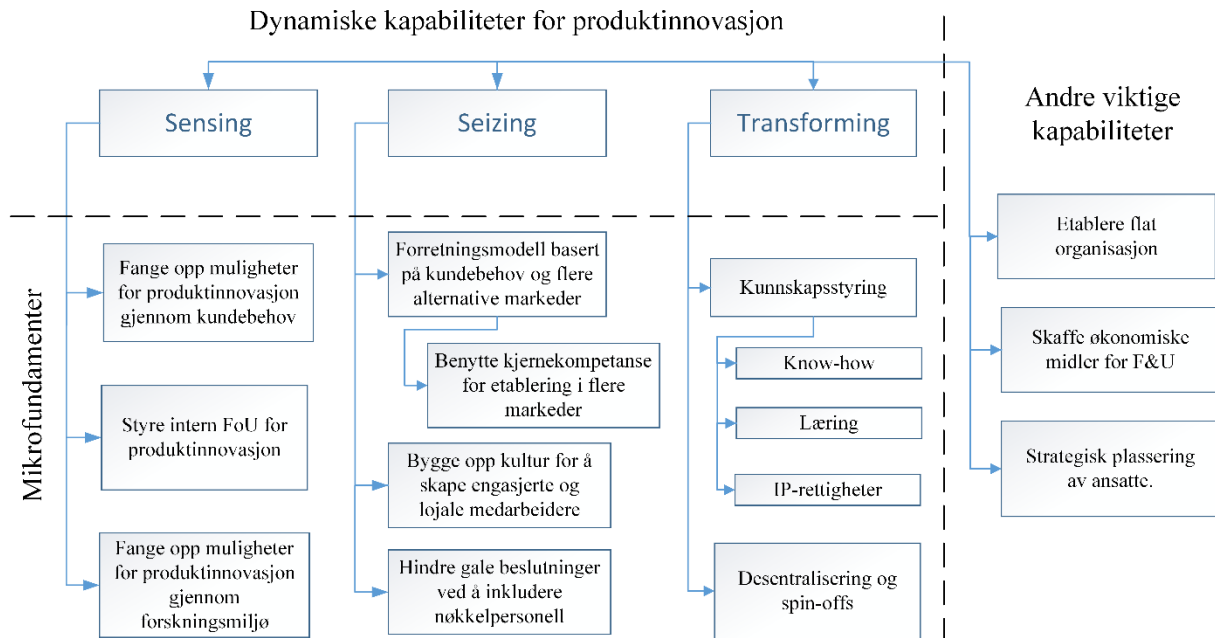 Dynamiske kapabiliteter for produktinnovasjon
Sensing
Seizing
Transforming
Andre viktige
kapabiliteter
Mikrofundamenter
Fange opp muligheter
for produktinnovasjon
gjennom kundebehov
Styre intern FoU for
produktinnovasjon
Fange opp muligheter
for produktinnovasjon
gjennom
forskningsmiljø
Forretningsmodell basert
på kundebehov og flere
alternative markeder
Benytte kjernekompetanse
for etablering i flere
markeder
Bygge opp kultur for å
skape engasjerte og
lojale medarbeidere
Hindre gale beslutninger
ved å inkludere
nøkkelpersonell
Kunnskapsstyring
Know-how
Læring
IP-rettigheter
Desentralisering og
spin-offs
Etablere flat
organisasjon
Skaffe økonomiske
midler for F&U
Strategisk plassering
av ansatte.